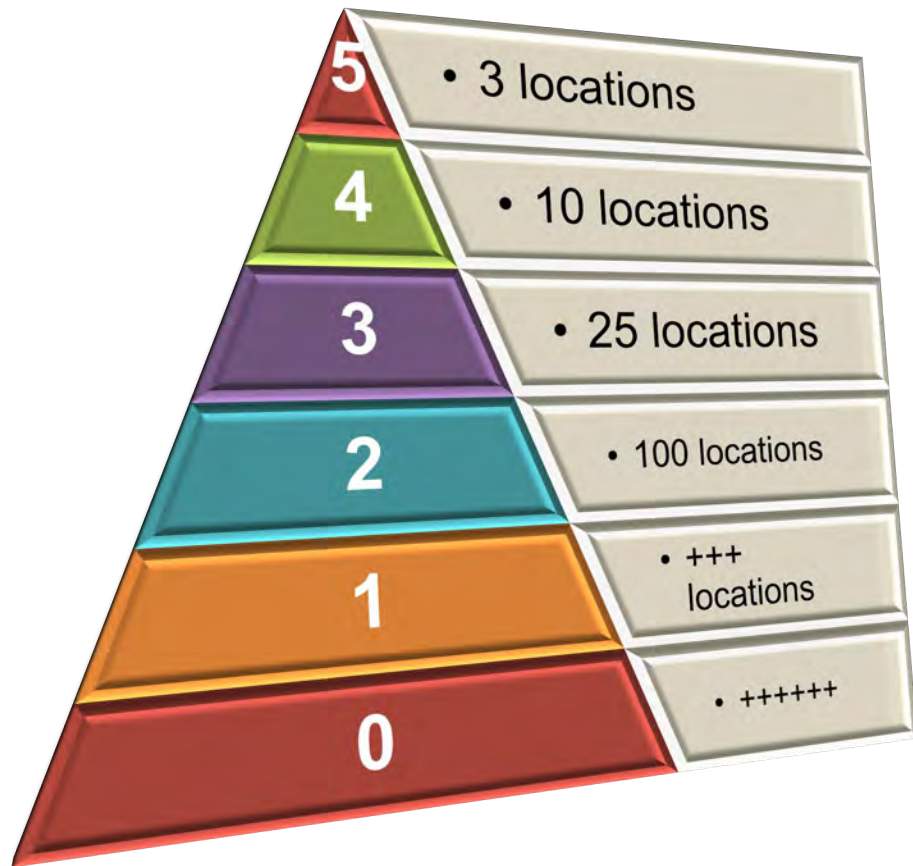 5
• 3 locations
4
• 10 locations
3
• 25 locations
2
• 100 locations
1
• +++
locations
0
• ++++++